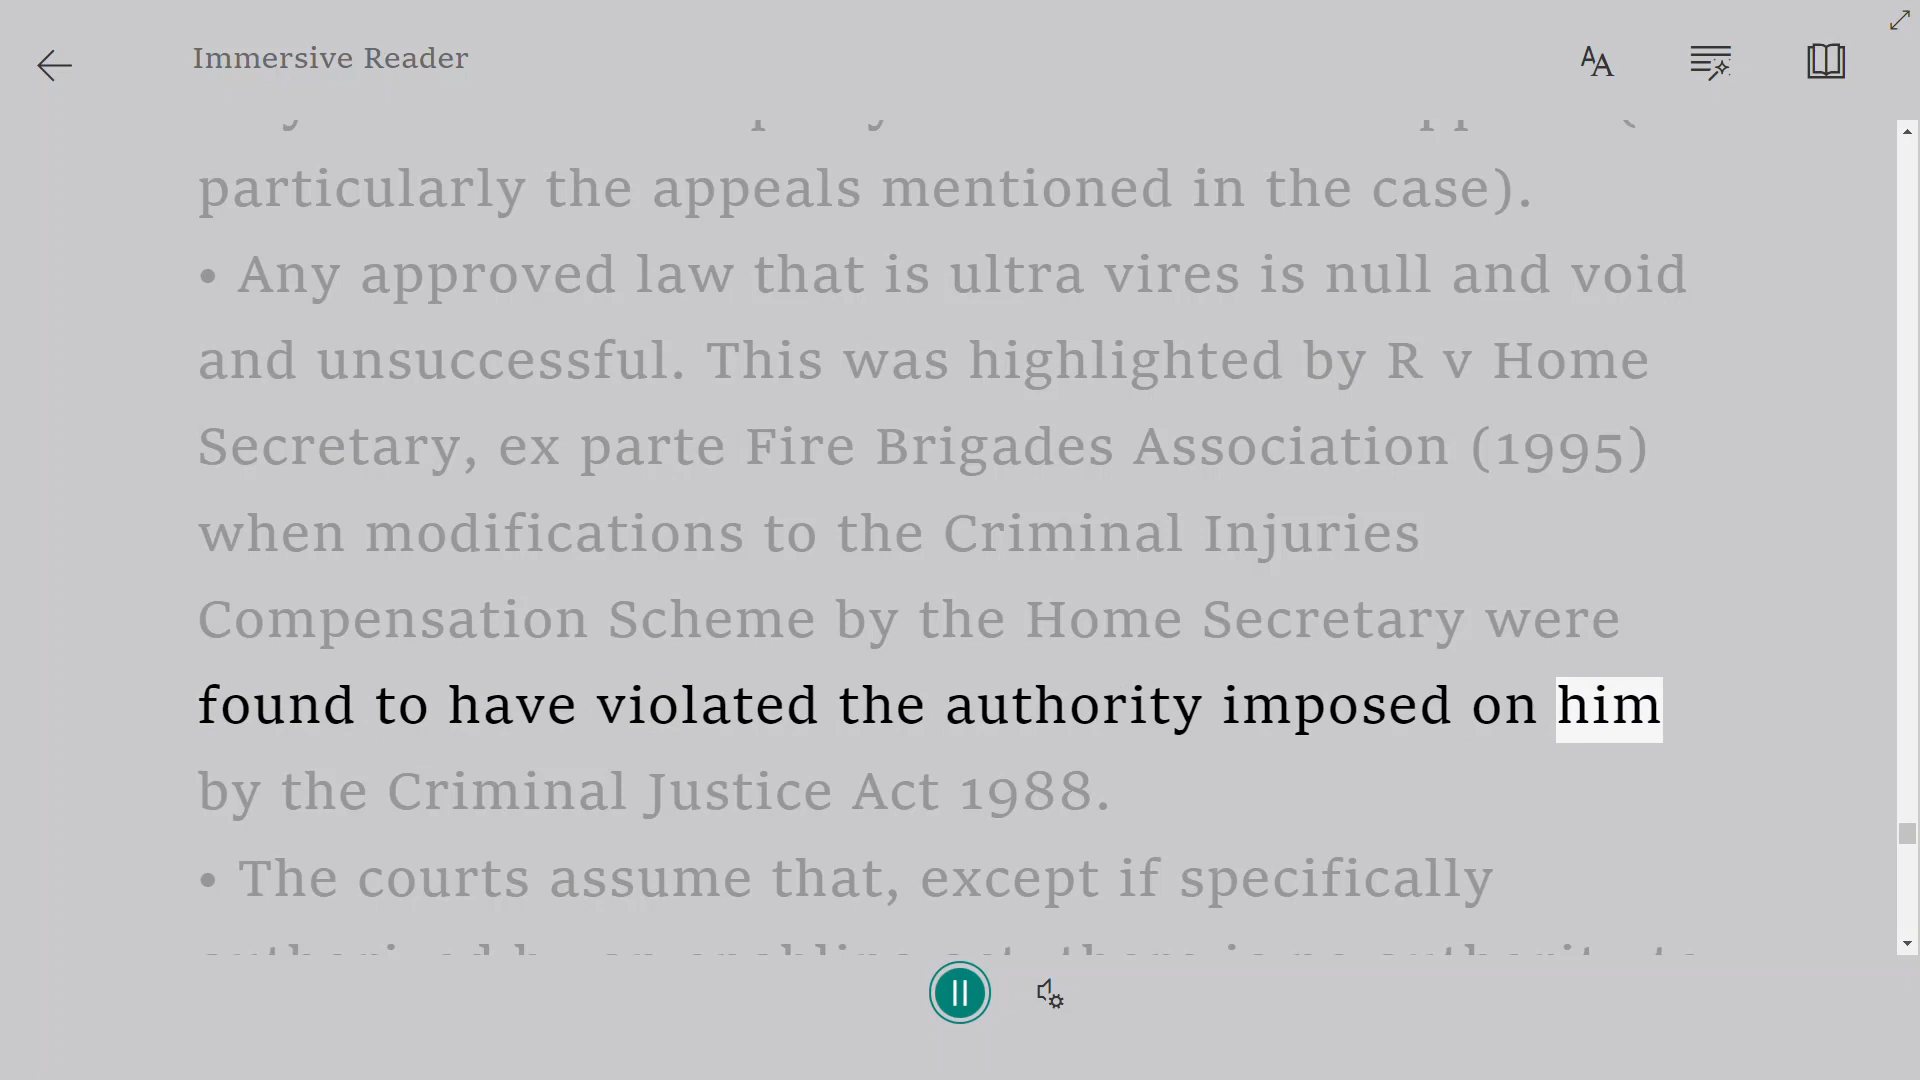 Immersive Reader
particularly the appeals mentioned in the case).
• Any approved law that is ultra vires is null and void
and unsuccessful. This was highlighted by R v Home
Secretary, ex parte Fire Brigades Association (1995)
when modifications to the Criminal Injuries
Compensation Scheme by the Home Secretary were
found to have violated the authority imposed on him
by the Criminal Justice Act 1988.
• The courts assume that, except if specifically